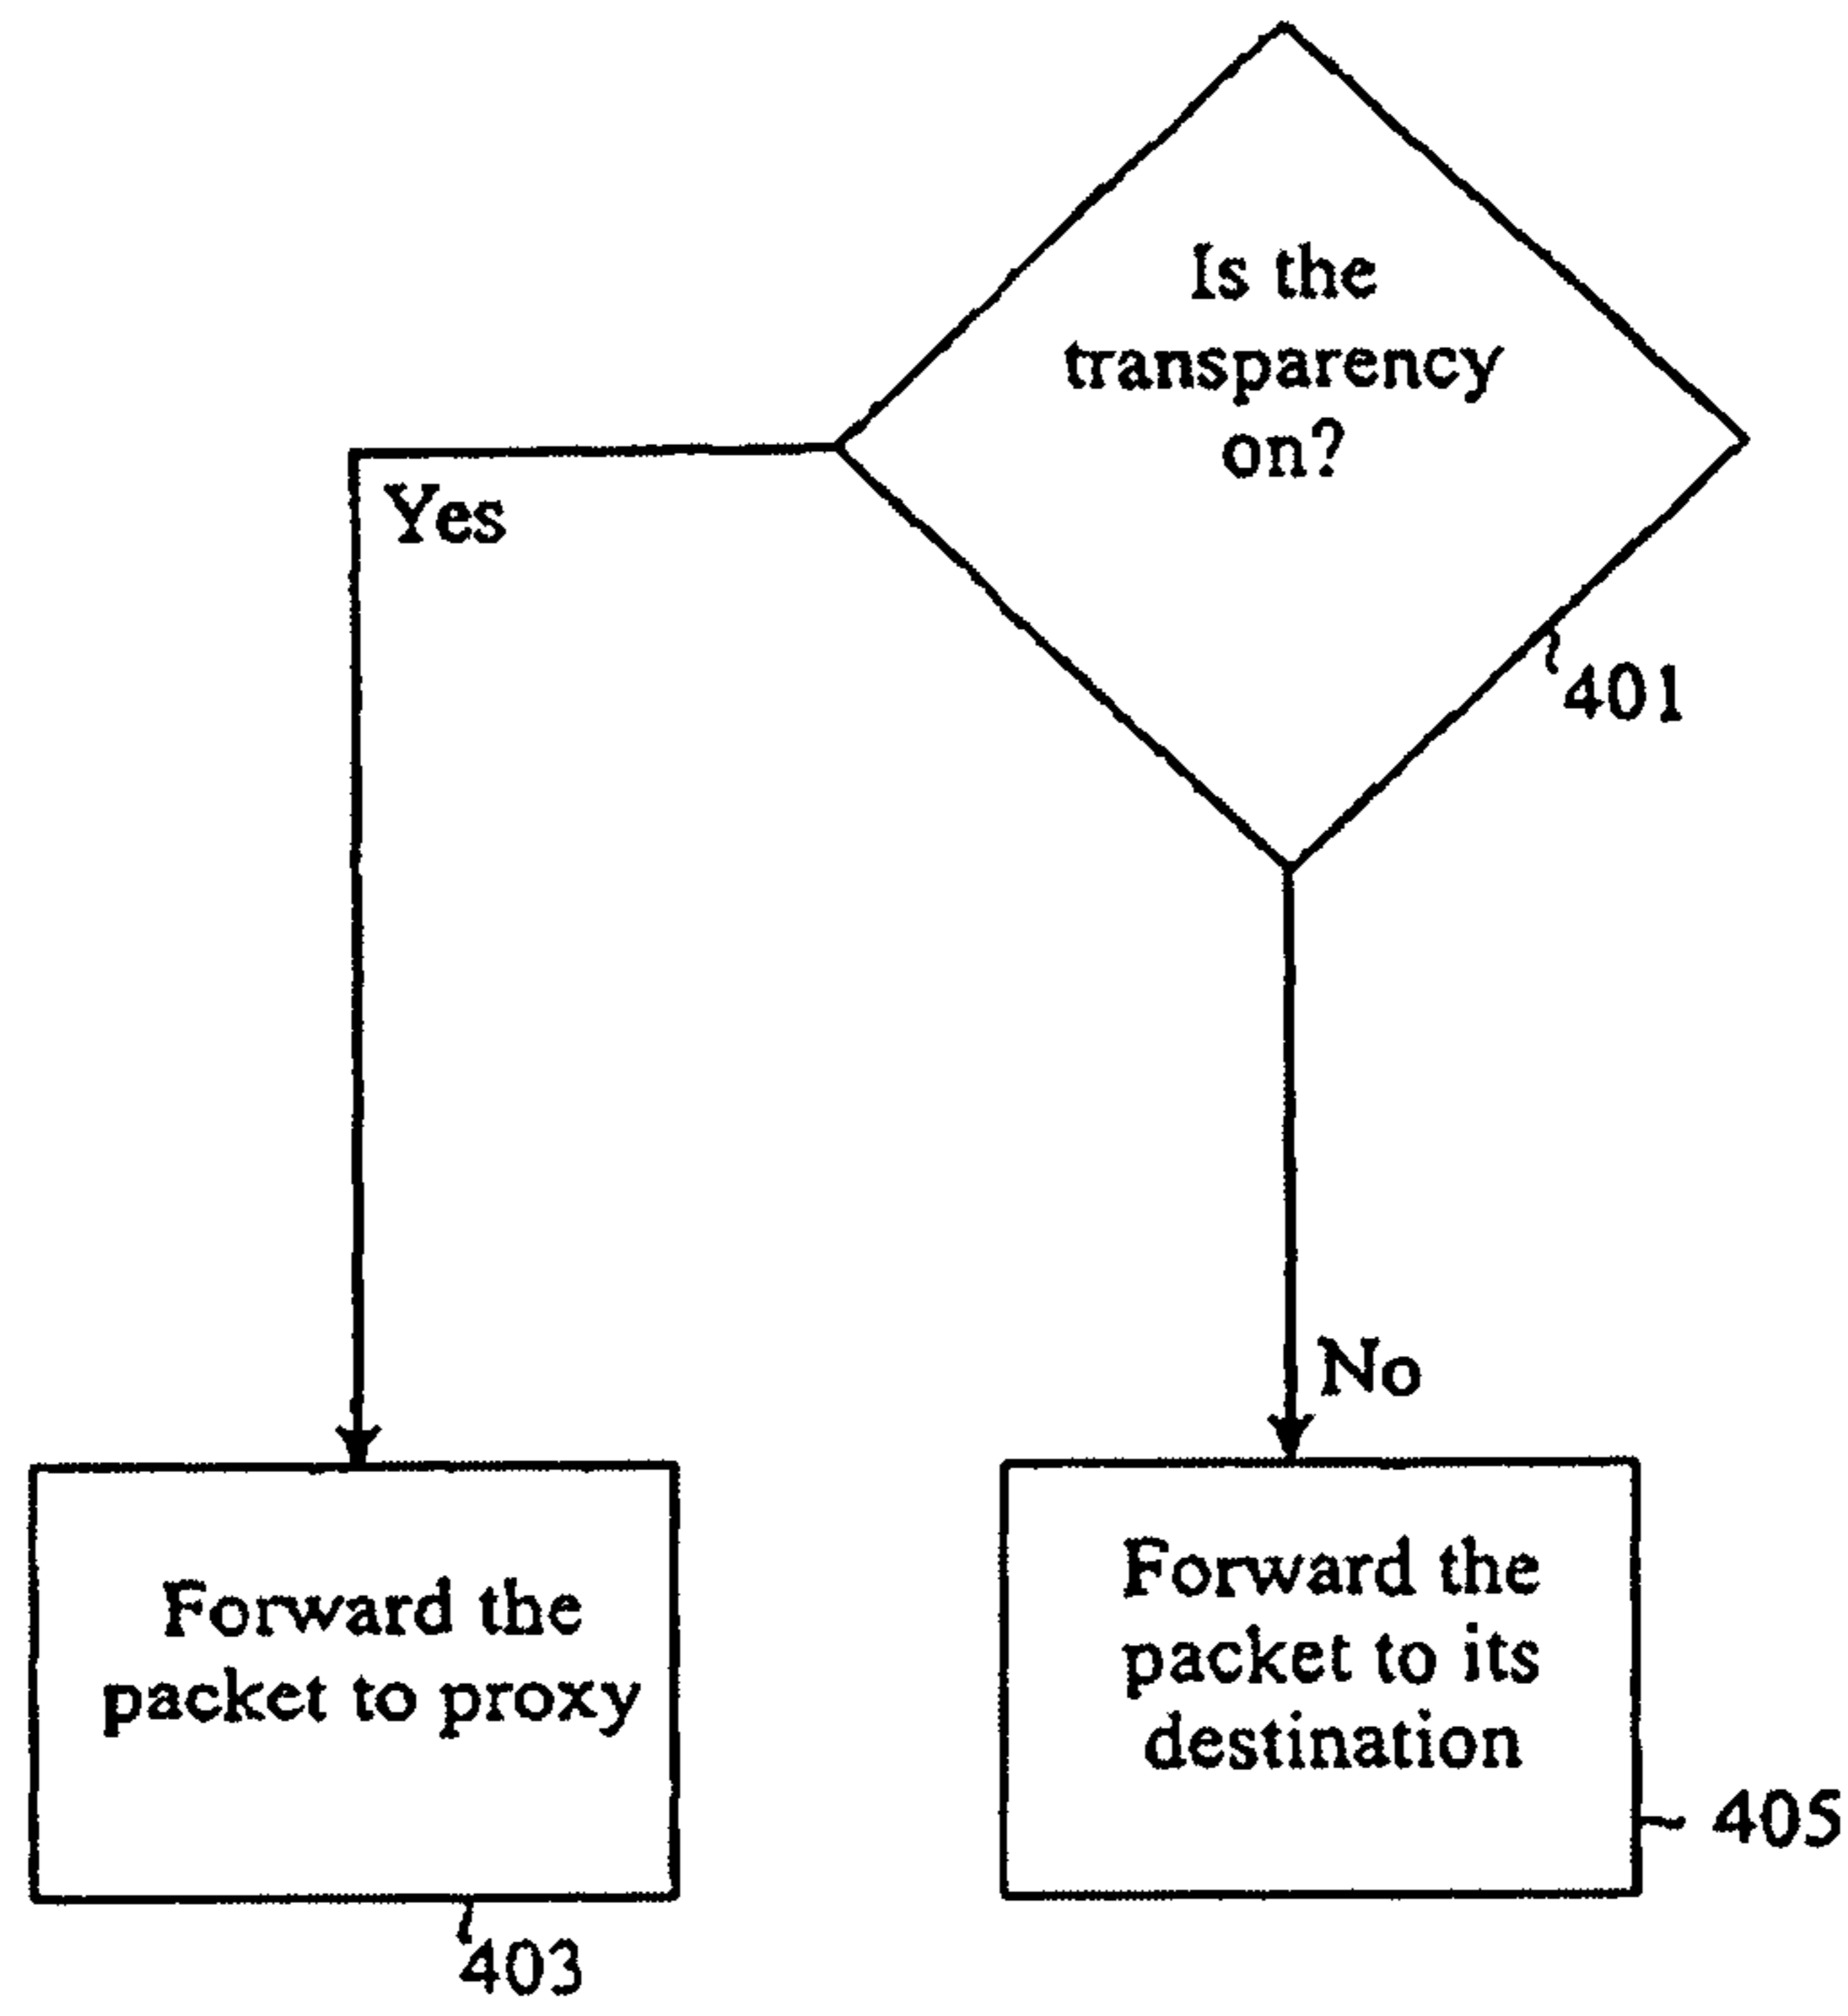 Is the
transparency
on?
Yes
401
No
Forward the
packet to proxy
Forward the
packet to its
destination
405
403